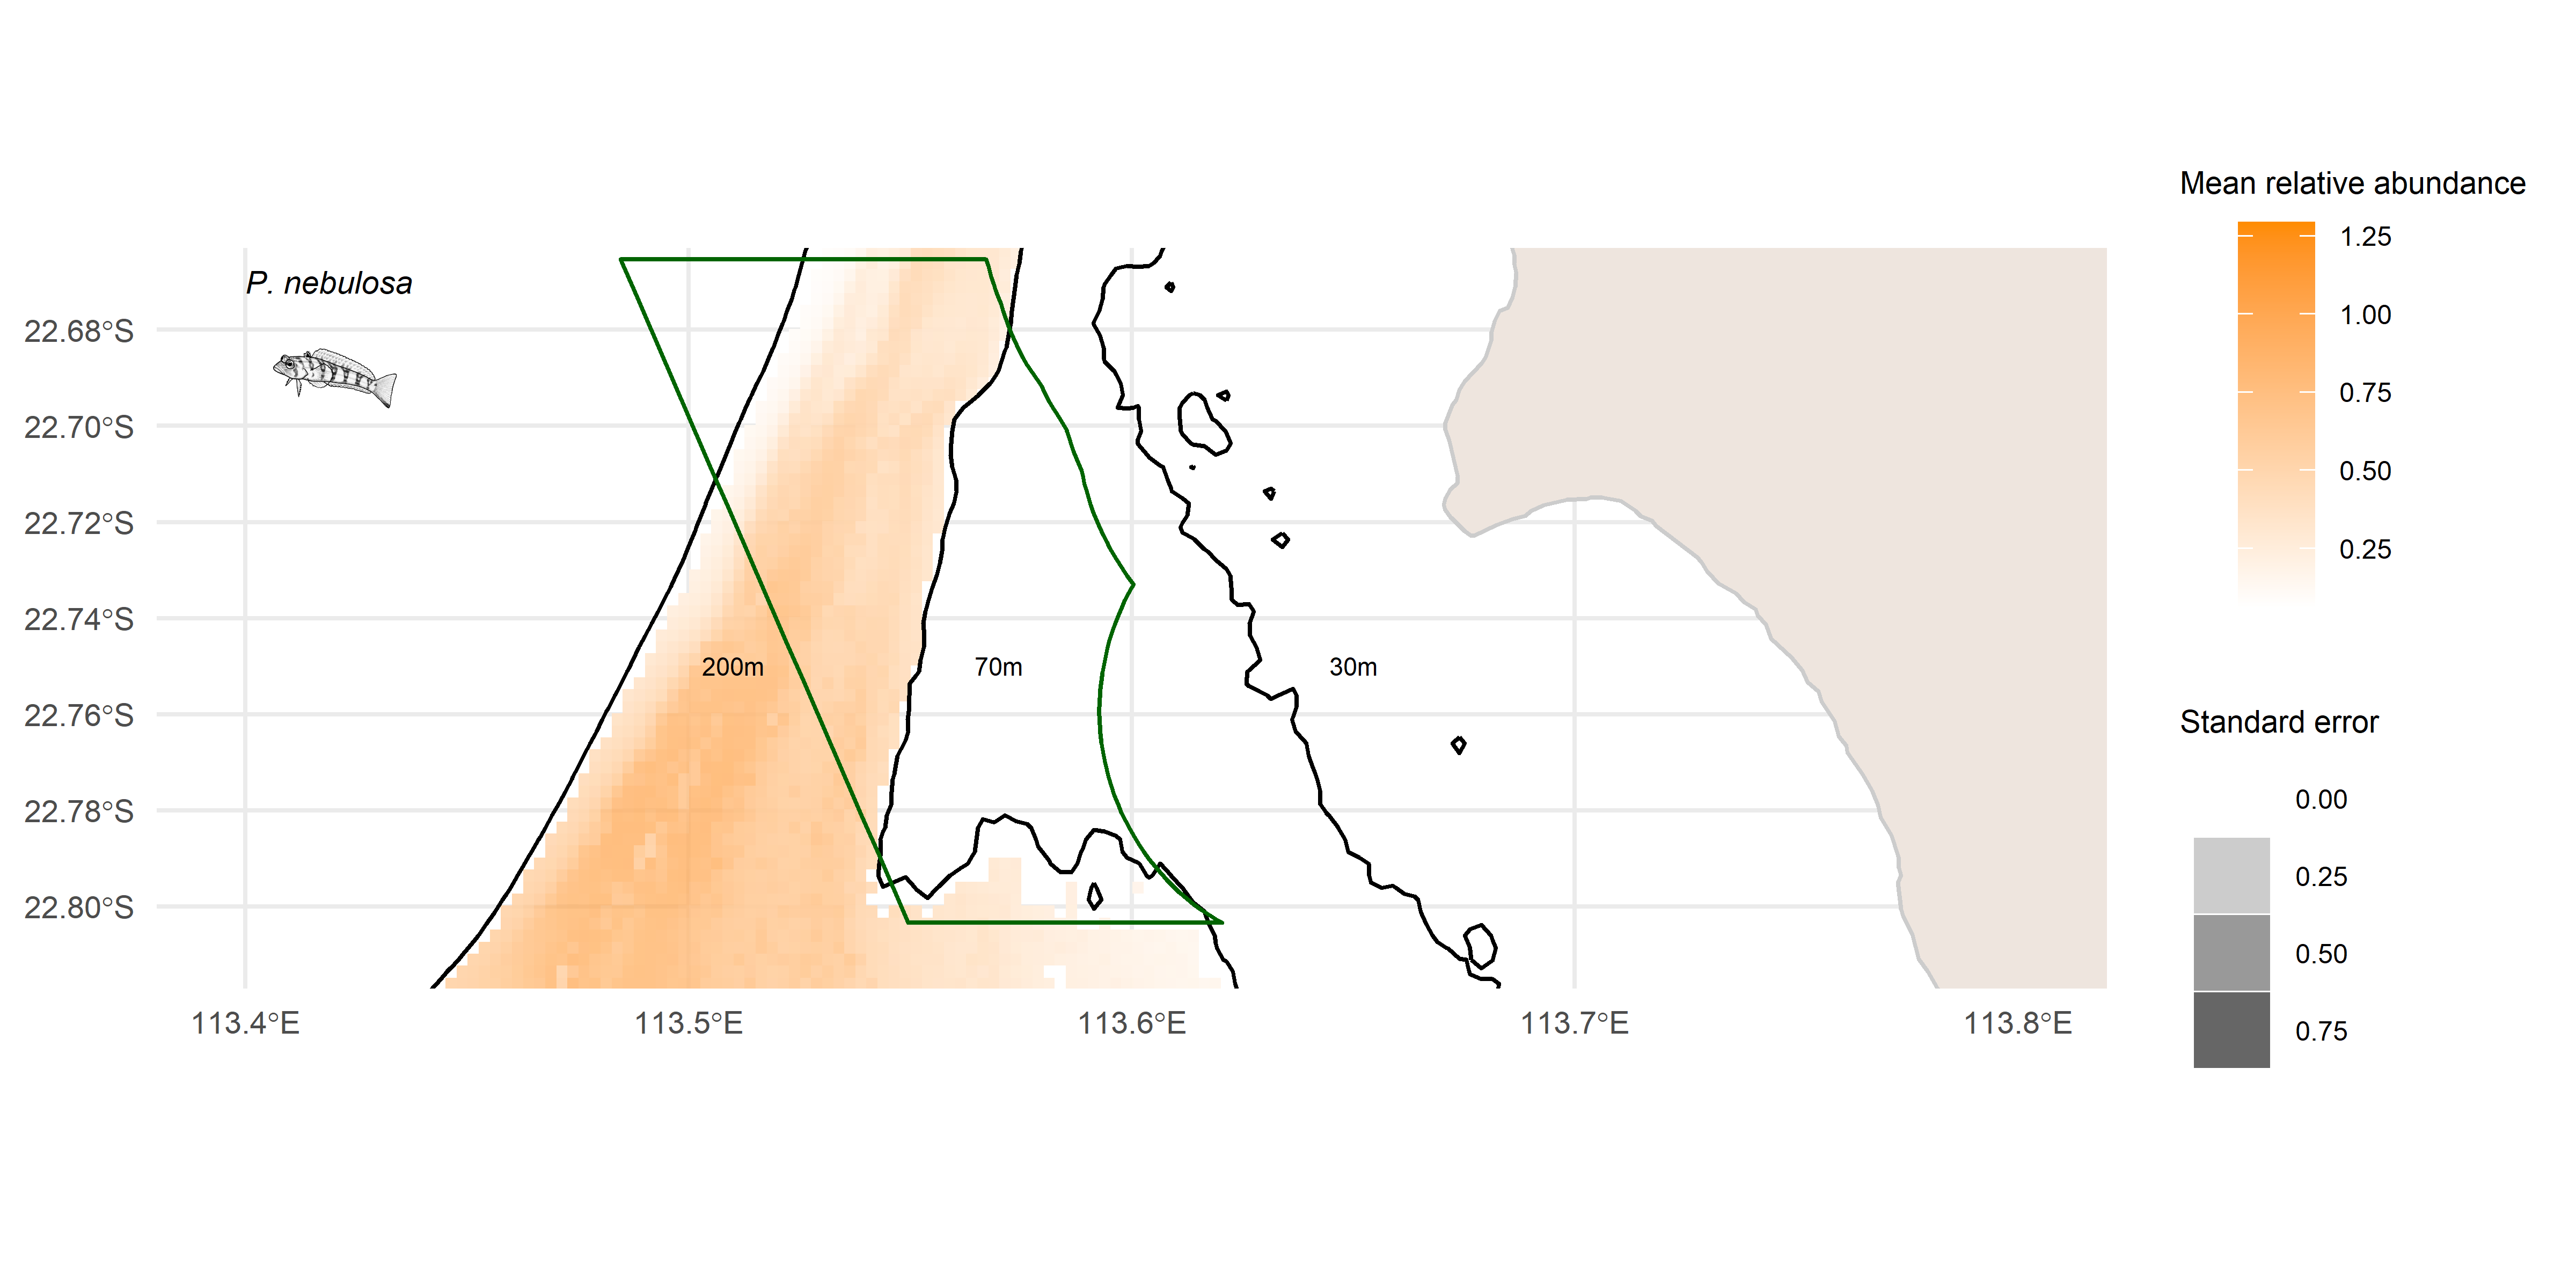 Mean relative abundance
1.25
1.00
0.75
0.50
0.25
P. nebulosa
22.68°S
22.70°S
22.72°S
22.74°S
22.76°S
22.78°S
22.80°S
200m
70m
30m
113.4°E
113.5°E
113.6°E
113.7°E
113.8°E
Standard error
0.00
0.25
0.50
0.75